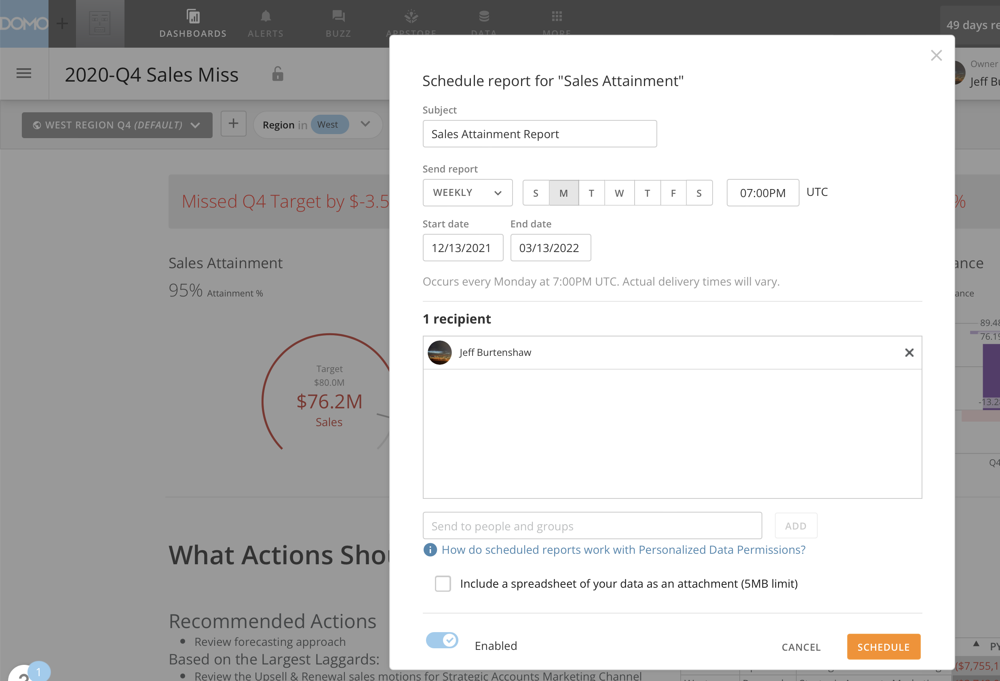 DOMO
DASHBOARDS
ALERTS
BUZZ
APPSTORE
DATA
MORE
49 days
2020-Q4 Sales Miss
Owner
Jeff
WEST REGION Q4 (DEFAULT)
Region in West
Missed Q4 Target by $-3.5
%
Sales Attainment
95% Attainment %
Target
$80.0M
$76.2M
Sales
What Actions
Recommended Actions
• Review forecasting approach
Based on the Largest Laggards:
• Review the Upsell & Renewal sales motions for Strategic Accounts Marketing Channel
1
Schedule report for "Sales Attainment"
Subject
Sales Attainment Report
Send report
WEEKLY
S M T W T F S
07:00PM UTC
Start date
End date
12/13/2021
03/13/2022
Occurs every Monday at 7:00PM UTC. Actual delivery times will vary.
1 recipient
Jeff Burtenshaw
Send to people and groups
ADD
How do scheduled reports work with Personalized Data Permissions?
Include a spreadsheet of your data as an attachment (5MB limit)
Enabled
CANCEL
SCHEDULE
89.48
76.19
-13.28
Q4
PY
($7,755,1